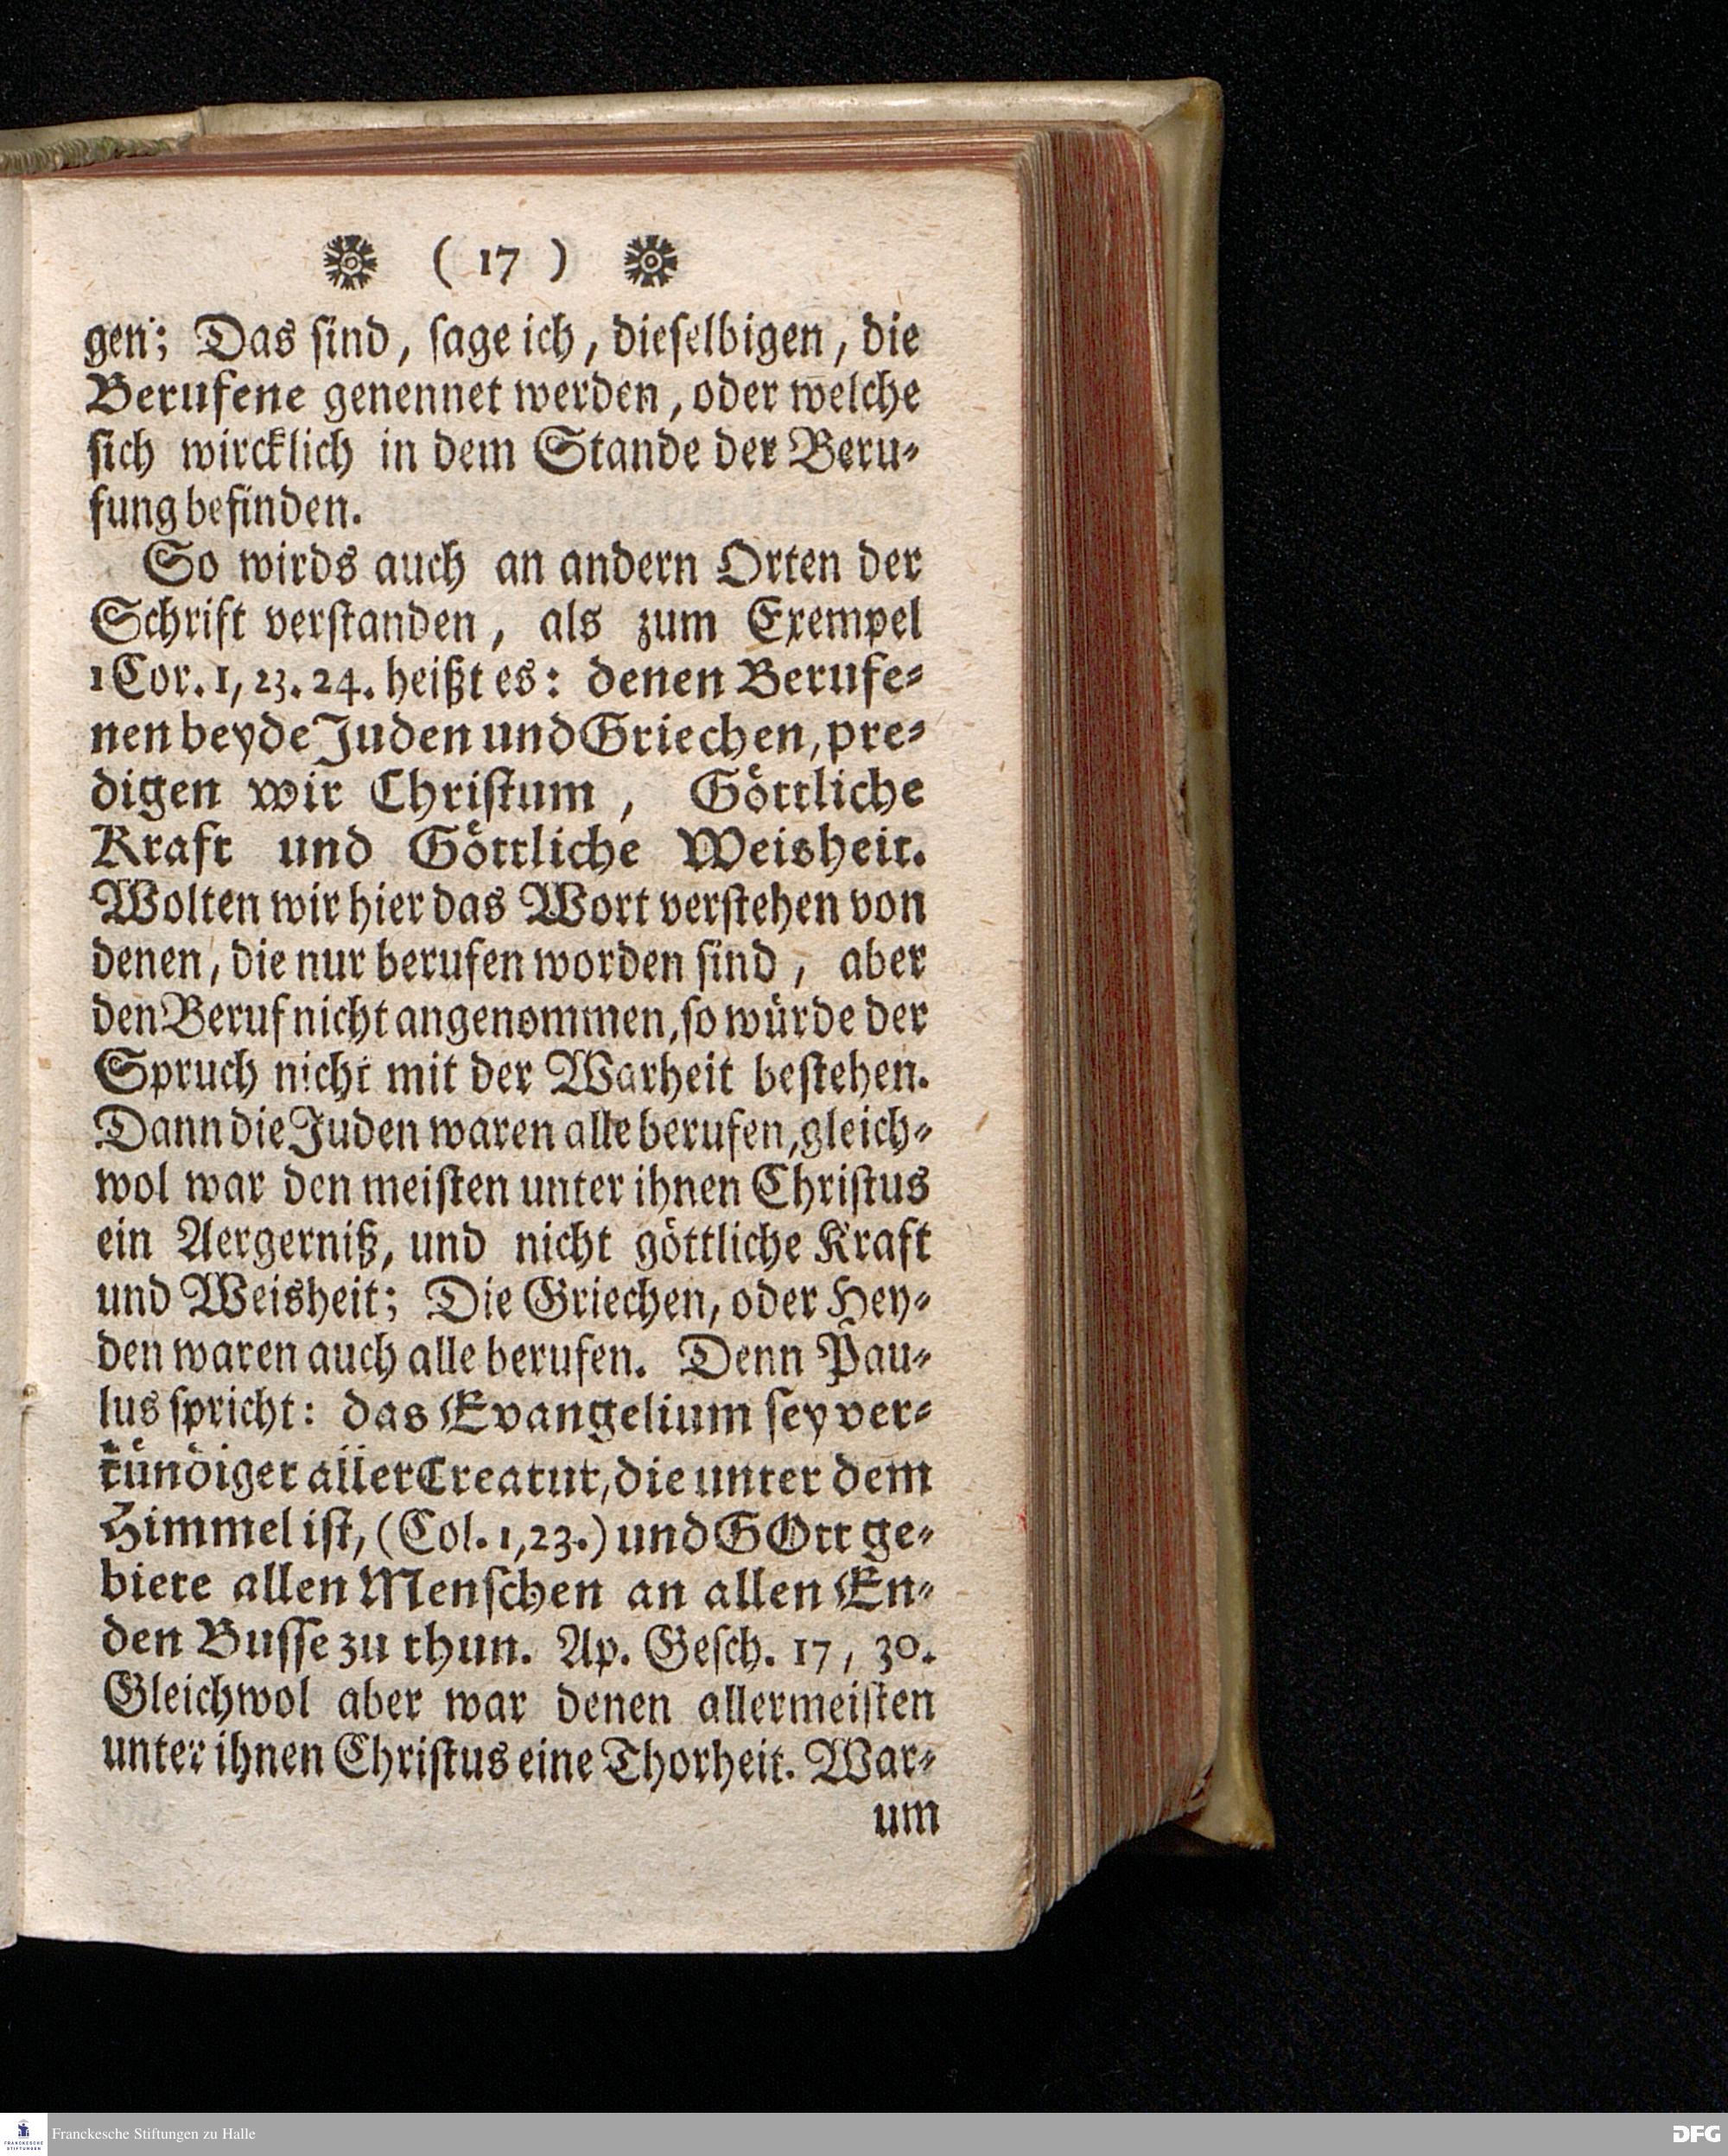 ( 17 )
gen; Das ſind, ſage ich, dieſelbigen, die
Berufene genennet werden, oder welche
ſich wircklich in dem Stande der Beru⸗
fung befinden.
So wirds auch an andern Orten der
Schrift verſtanden, als zum Exempel
1 Cor. 1, 23. 24. heißt es: denen Berufe⸗
nen beyde Juden und Griechen, pre⸗
digen wir Chriſtum, Göttliche
Kraft und Göttliche Weisheit.
Wolten wir hier das Wort verſtehen von
denen, die nur berufen worden ſind, aber
den Beruf nicht angenommen, ſo würde der
Spruch nicht mit der Warheit beſtehen.
Dann die Juden waren alle berufen, gleich⸗
wol war den meiſten unter ihnen Chriſtus
ein Aergerniß, und nicht göttliche Kraft
und Weisheit; Die Griechen, oder Hey⸗
den waren auch alle berufen. Denn Pau⸗
lus ſpricht: das Evangelium ſey ver⸗
kündiget aller Creatur, die unter dem
Himmel iſt, (Col. 1, 23.) und GOtt ge⸗
biete allen Menſchen an allen En⸗
den Buſſe zu thun. Ap. Geſch. 17, 30.
Gleichwol aber war denen allermeiſten
unter ihnen Chriſtus eine Thorheit. War⸗
um
FRANCKESCHE
STIFTUNGEN
Franckesche Stiftungen zu Halle
DFG